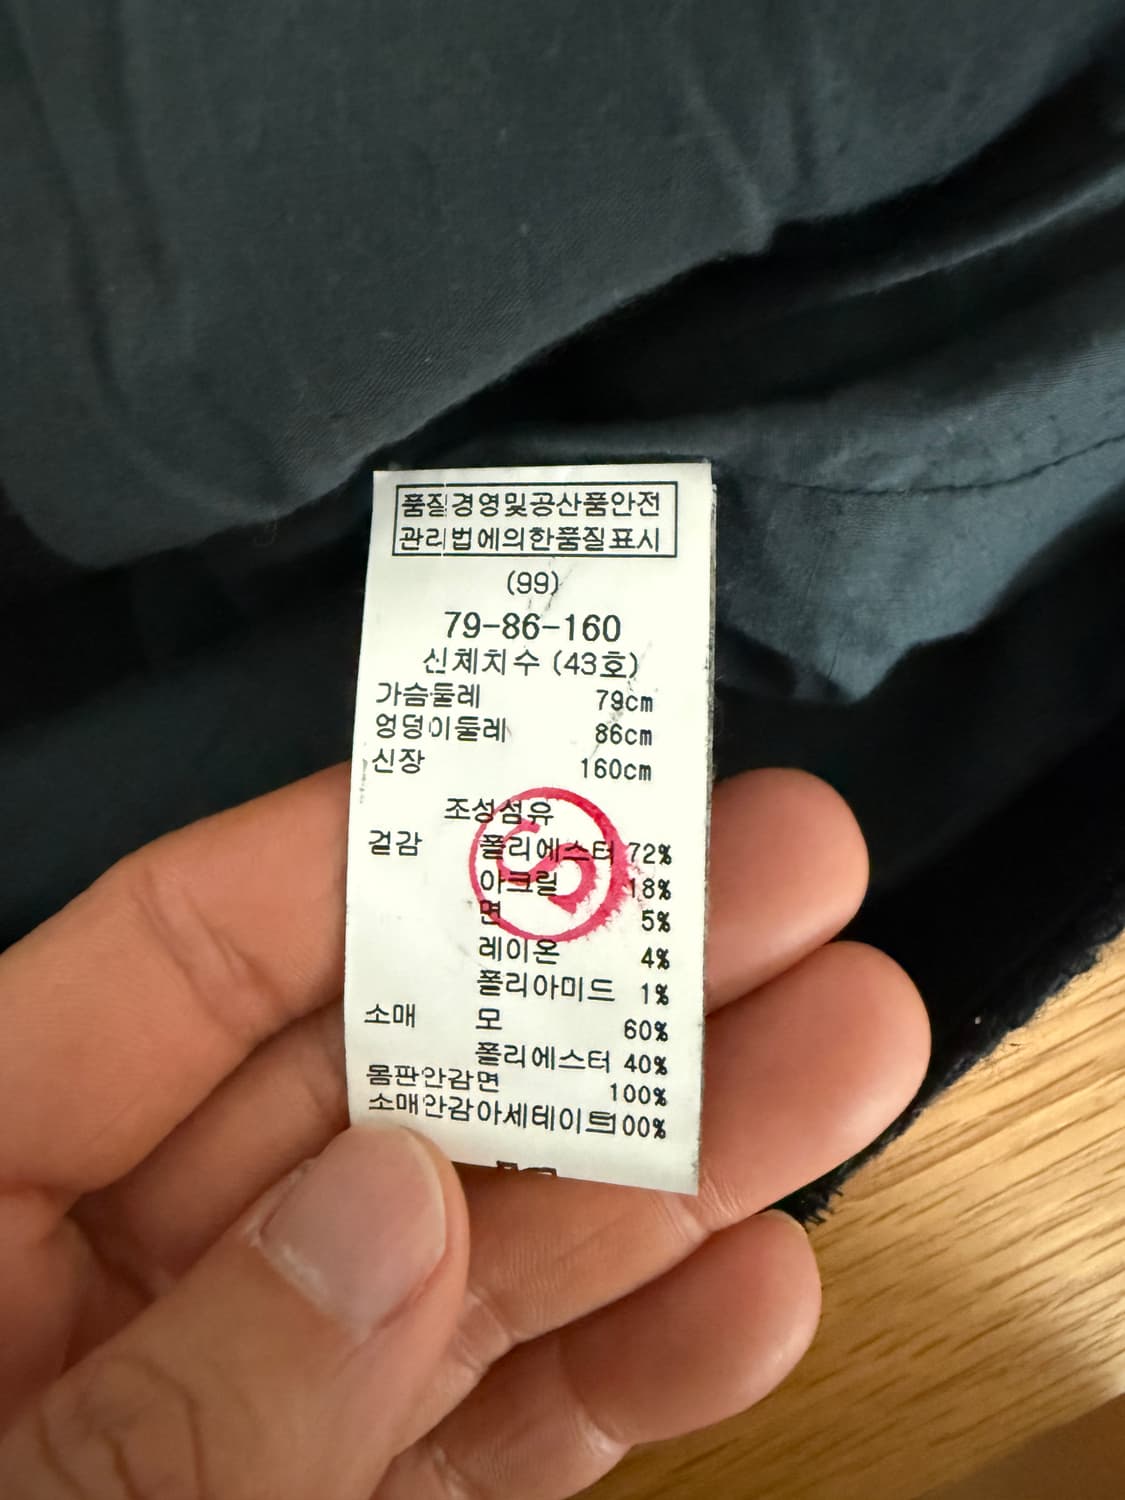 품질경영및공산품안전
관리법에의한품질표시
(99)
79-86-160
신체치수 (43호)
가슴둘레 79cm
엉덩이둘레 86cm
신장 160cm
조성섬유
겉감 폴리에스터 72%
아크릴 18%
면 5%
레이온 4%
폴리아미드 1%
소매 모 60%
폴리에스터 40%
몸판안감면 100%
소매안감아세테이트100%
S